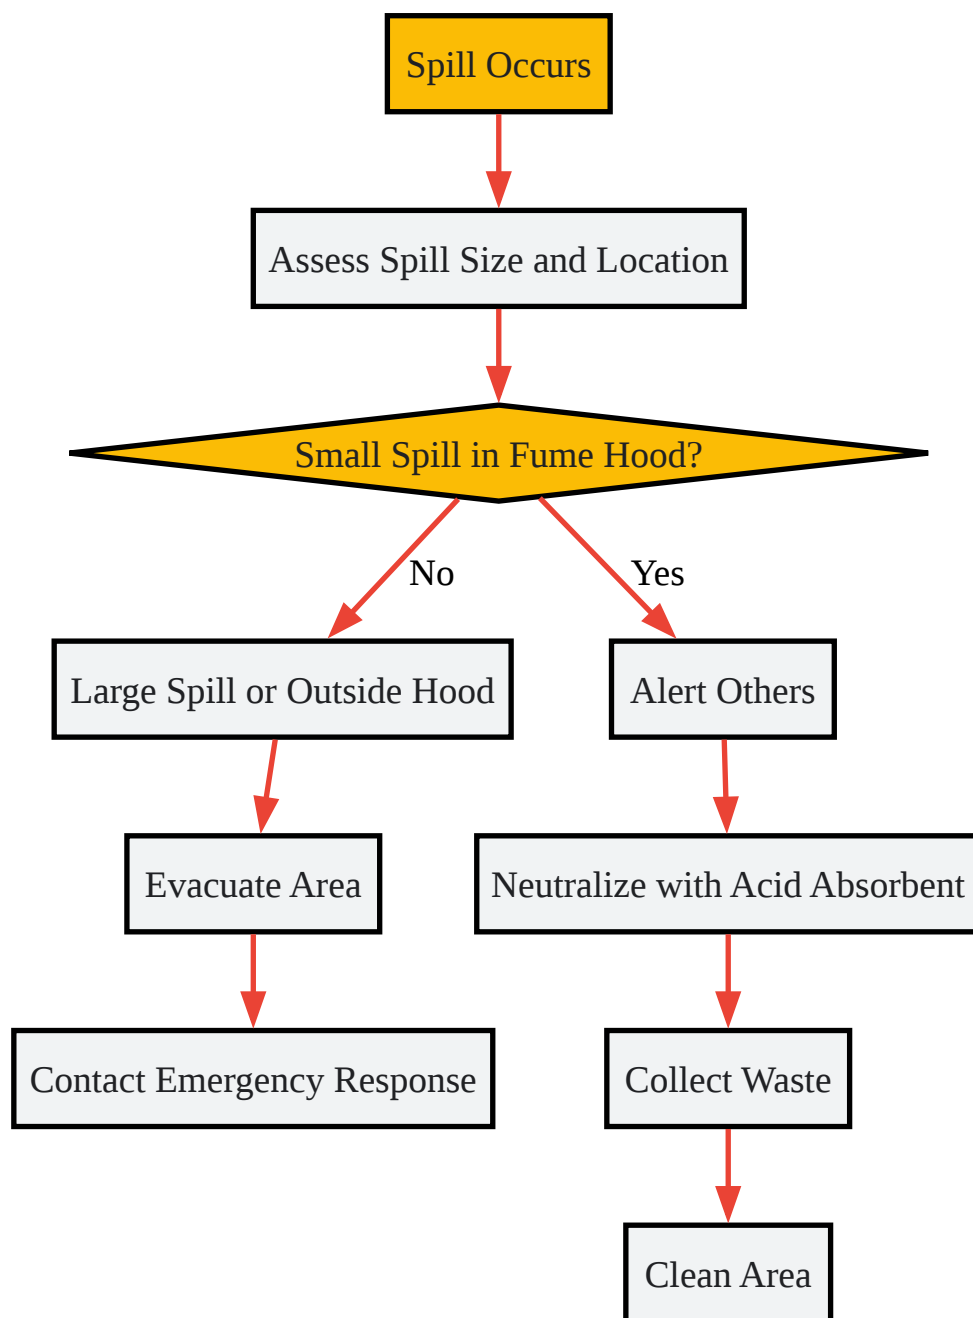 Spill Occurs
Assess Spill Size and Location
Small Spill in Fume Hood?
No
Yes
Large Spill or Outside Hood
Alert Others
Evacuate Area
Neutralize with Acid Absorbent
Contact Emergency Response
Collect Waste
Clean Area